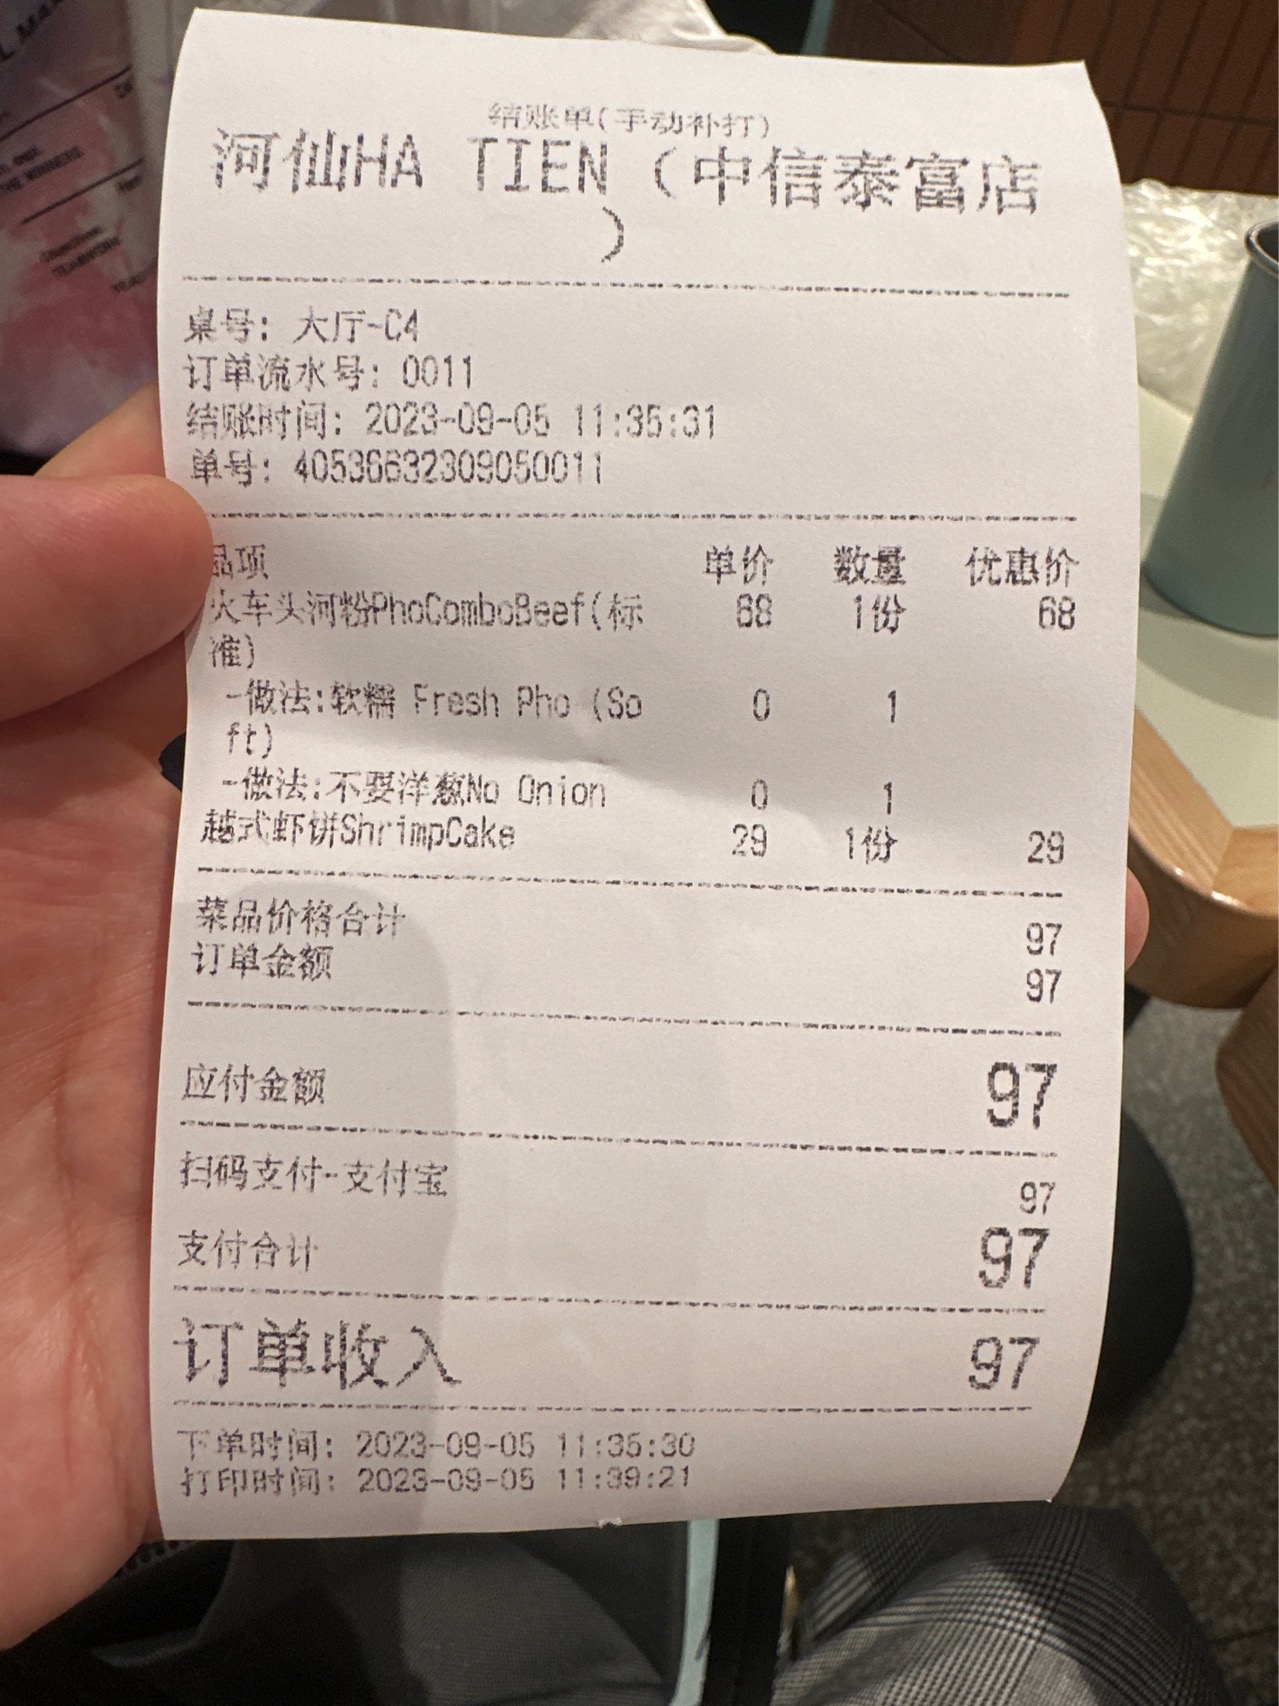 结账单(手动补打)
河仙HA TIEN(中信泰富店
)
桌号: 大厅-C4
订单流水号: 0011
结账时间: 2023-09-05 11:35:31
单号: 40536632309050011
品项 单价 数量 优惠价
火车头河粉PhoComboBeef(标 68 1份 68
准)
-做法:软糯 Fresh Pho (So 0 1
ft)
-做法:不要洋葱No Onion 0 1
越式虾饼ShrimpCake 29 1份 29
菜品价格合计 97
订单金额 97
应付金额 97
扫码支付-支付宝 97
支付合计 97
订单收入 97
下单时间: 2023-09-05 11:35:30
打印时间: 2023-09-05 11:39:21